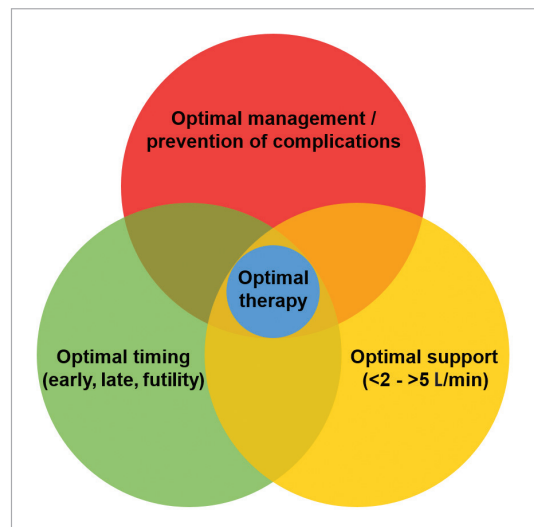 Optimal management /
prevention of complications
Optimal
therapy
Optimal timing
(early, late, futility)
Optimal support
(<2 - >5 L/min)